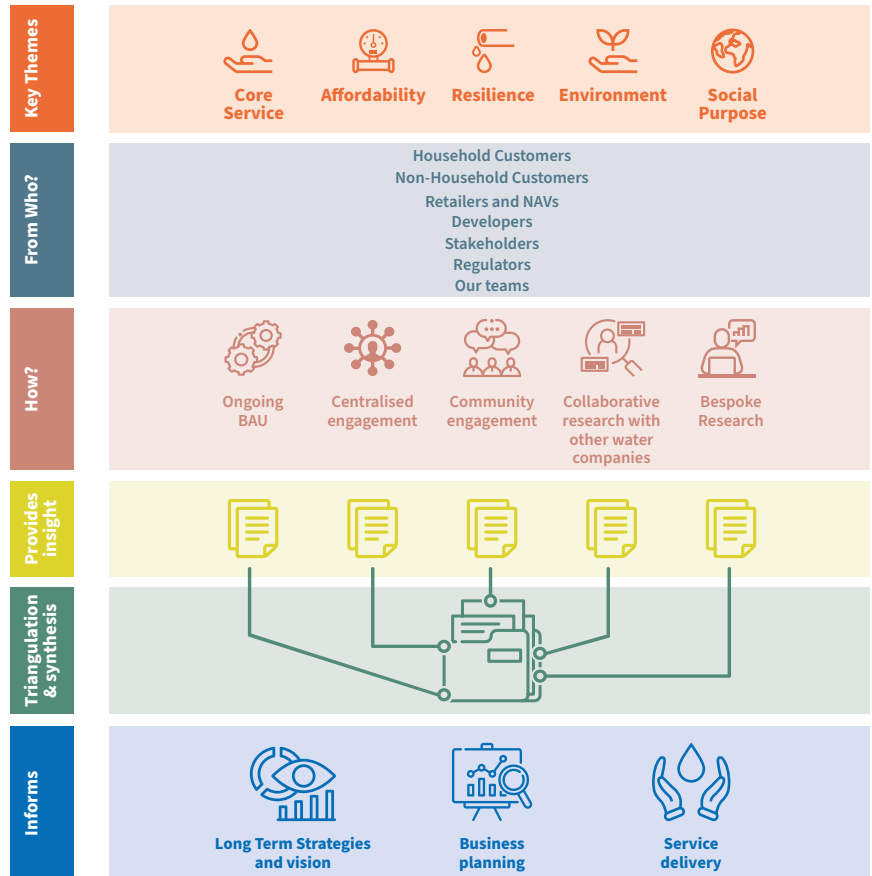 Key Themes
Core
Service
Affordability
Resilience
Environment
Social
Purpose
From Who?
Household Customers
Non-Household Customers
Retailers and NAVs
Developers
Stakeholders
Regulators
Our teams
How?
Ongoing
BAU
Centralised
engagement
Community
engagement
Collaborative
research with
other water
companies
Bespoke
Research
Provides
insight
Triangulation
& synthesis
Informs
Long Term Strategies
and vision
Business
planning
Service
delivery